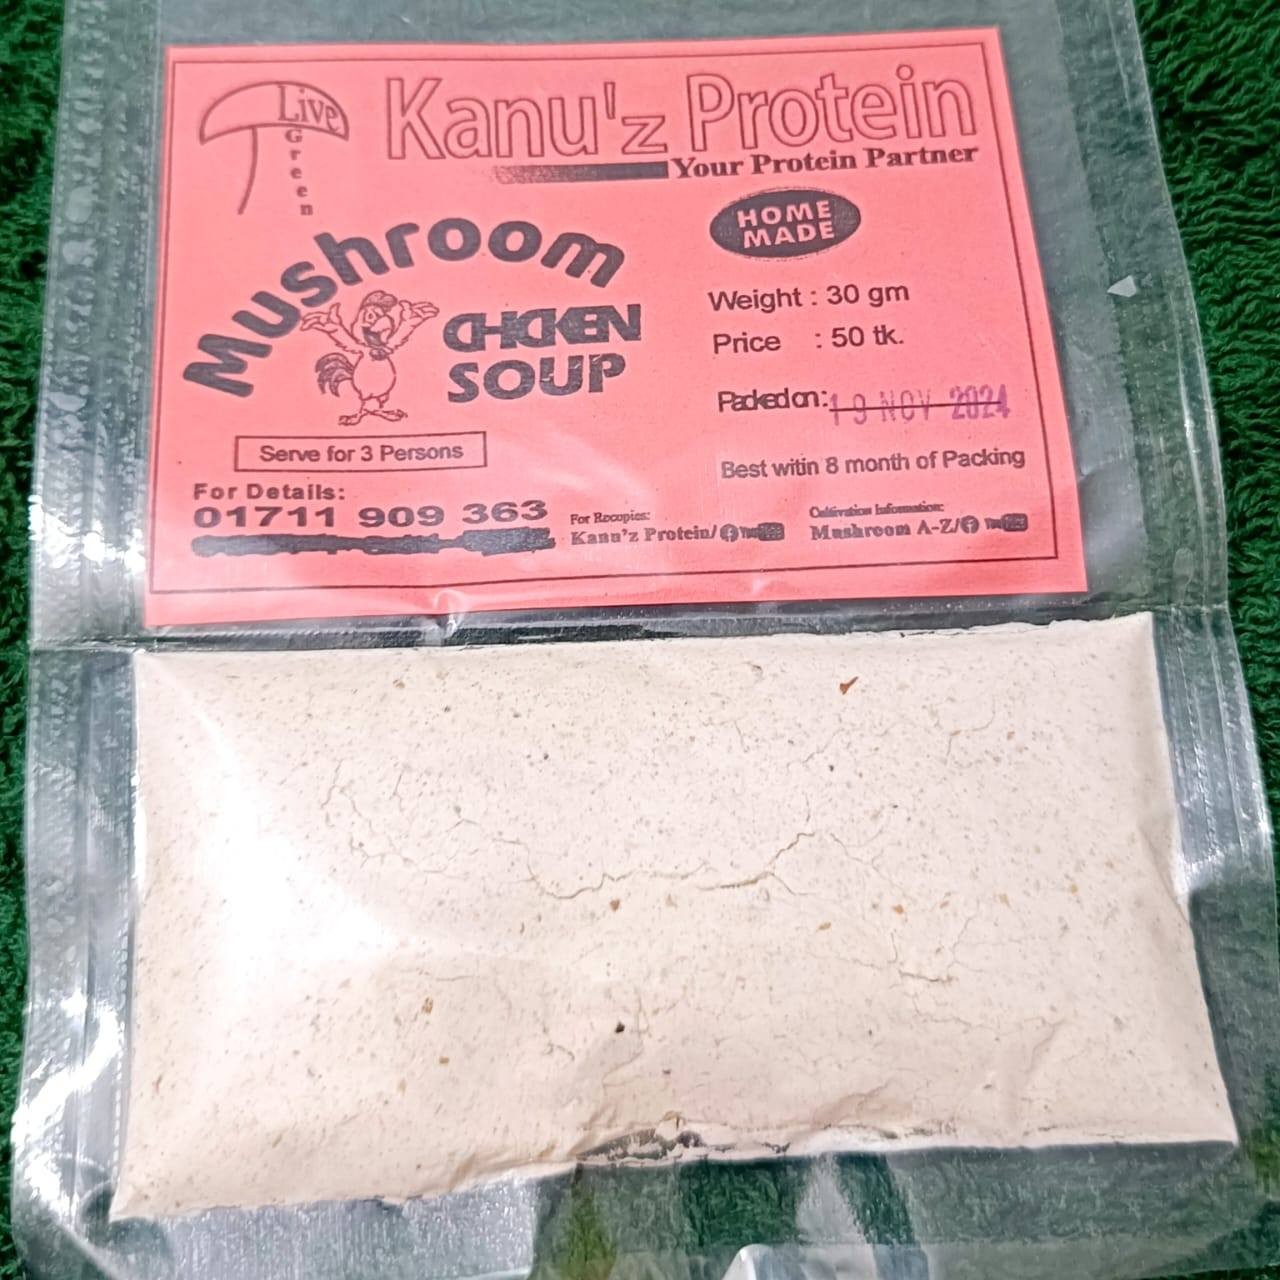 Live
Green
Kanu'z Protein
Your Protein Partner
HOME
MADE
Mushroom
CHICKEN
SOUP
Weight : 30 gm
Price : 50 tk.
Packed on: 19 NOV 2024
Serve for 3 Persons
Best witin 8 month of Packing
For Details:
01711 909 363
For Recopies:
Kanu'z Protein/
Cultivation Information:
Mushroom A-Z/